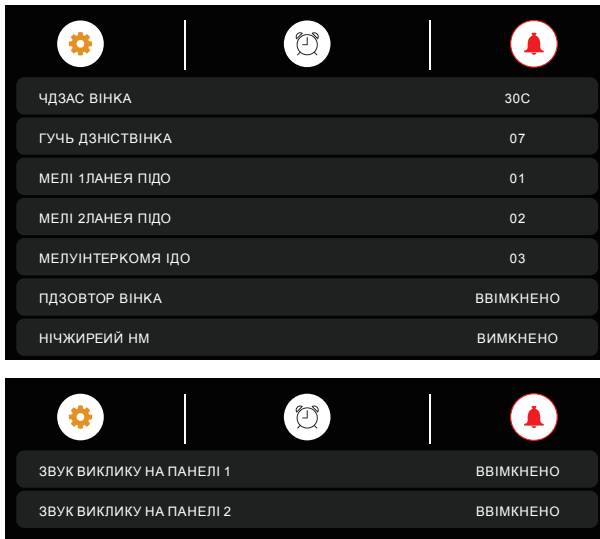 ЧДЗАС ВІНКА 30С
ГУЧЬ ДЗНІСТВІНКА 07
МЕЛІ 1ЛАНЕЯ ПІДО 01
МЕЛІ 2ЛАНЕЯ ПІДО 02
МЕЛУІНТЕРКОМЯ ІДО 03
ПДЗОВТОР ВІНКА ВВІМКНЕНО
НІЧЖИРЕИЙ НМ ВИМКНЕНО
ЗВУК ВИКЛИКУ НА ПАНЕЛІ 1 ВВІМКНЕНО
ЗВУК ВИКЛИКУ НА ПАНЕЛІ 2 ВВІМКНЕНО